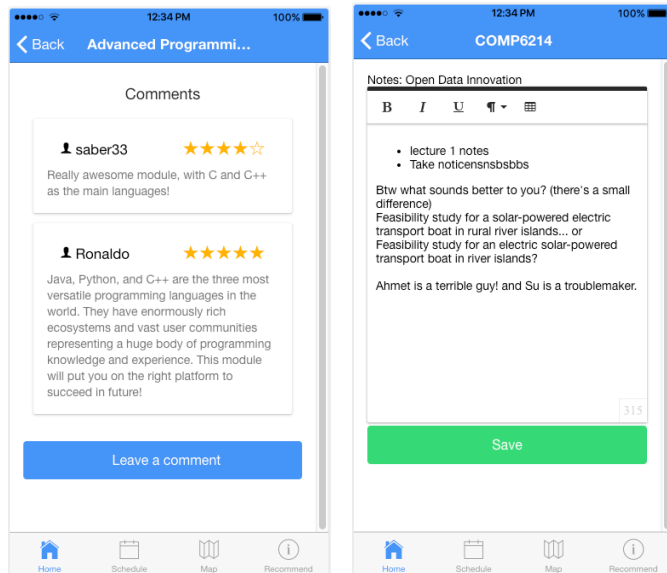 12:34 PM
100%
Back
Advanced Programmi...
Comments
saber33
Really awesome module, with C and C++
as the main languages!
Ronaldo
Java, Python, and C++ are the three most
versatile programming languages in the
world. They have enormously rich
ecosystems and vast user communities
representing a huge body of programming
knowledge and experience. This module
will put you on the right platform to
succeed in future!
Leave a comment
Home
Schedule
Map
Recommend
12:34 PM
100%
Back
COMP6214
Notes: Open Data Innovation
B I U ¶
• lecture 1 notes
• Take noticensnsbsbbs
Btw what sounds better to you? (there's a small
difference)
Feasibility study for a solar-powered electric
transport boat in rural river islands... or
Feasibility study for an electric solar-powered
transport boat in river islands?
Ahmet is a terrible guy! and Su is a troublemaker.
315
Save
Home
Schedule
Map
Recommend